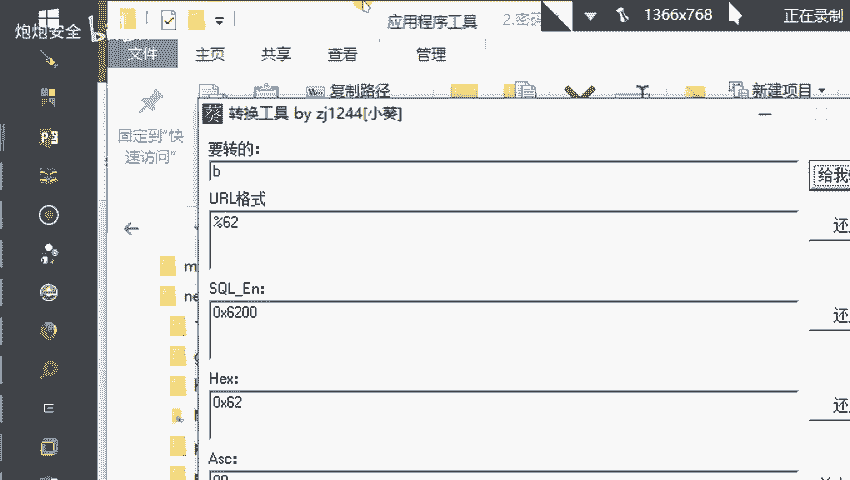 1366x768
正在录制
炮炮安全
应用程序工具
2.密码
文件
主页
共享
查看
管理
复制路径
新建项目
固定到"快
速访问"
转换工具 by zj1244[小葵]
要转的:
b
给我
URL格式
%62
还
SQL_En:
0x6200
还
Hex:
0x62
还
Asc: